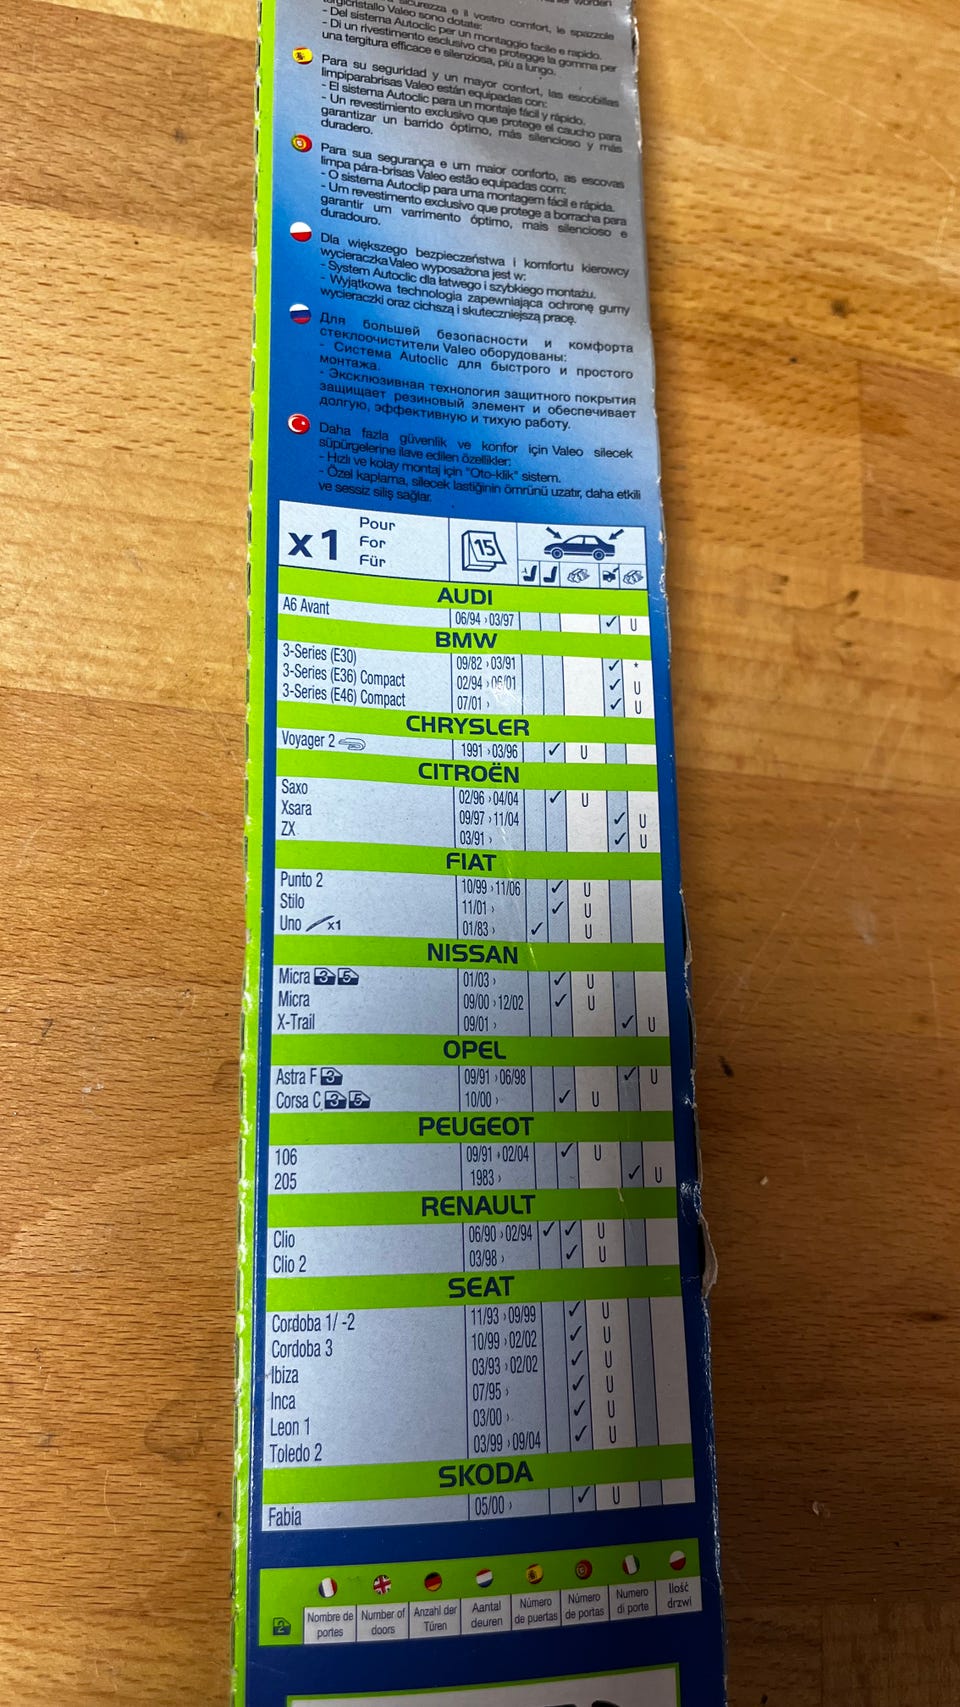 sicurezza e il vostro comfort, le spazzole
tergicristallo Valeo sono dotate:
- Del sistema Autoclic per un montaggio facile e rapido.
- Di un rivestimento esclusivo che protegge la gomma per
una tergitura efficace e silenziosa, più a lungo.
Para su seguridad y un mayor confort, las escobillas
limpiparabrisas Valeo están equipadas con:
- El sistema Autoclic para un montaje fácil y rápido.
- Un revestimiento exclusivo que protege el caucho para
garantizar un barrido óptimo, más silencioso y más
duradero.
Para sua segurança e um maior conforto, as escovas
limpa pára-brisas Valeo estão equipadas com:
- O sistema Autoclip para uma montagem fácil e rápida.
- Um revestimento exclusivo que protege a borracha para
garantir um varrimento óptimo, mais silencioso e
duradouro.
Dla większego bezpieczeństwa i komfortu kierowcy
wycieraczka Valeo wyposażona jest w:
- System Autoclic dla łatwego i szybkiego montażu.
- Wyjątkowa technologia zapewniająca ochronę gumy
wycieraczki oraz cichszą i skuteczniejszą pracę.
Для большей безопасности и комфорта
стеклоочистители Valeo оборудованы:
- Система Autoclic для быстрого и простого
монтажа.
- Эксклюзивная технология защитного покрытия
защищает резиновый элемент и обеспечивает
долгую, эффективную и тихую работу.
Daha fazla güvenlik ve konfor için Valeo silecek
süpürgelerine ilave edilen özellikler:
- Hızlı ve kolay montaj için "Oto-klik" sistem.
- Özel kaplama, silecek lastiğinin ömrünü uzatır, daha etkili
ve sessiz siliş sağlar.
x1 Pour
For
Für
15
AUDI
A6 Avant 06/94 › 03/97 ✓ U
BMW
3-Series (E30) 09/82 › 03/91 ✓ *
3-Series (E36) Compact 02/94 › 06/01 ✓ U
3-Series (E46) Compact 07/01 › ✓ U
CHRYSLER
Voyager 2 1991 › 03/96 ✓ U
CITROËN
Saxo 02/96 › 04/04 ✓ U
Xsara 09/97 › 11/04 ✓ U
ZX 03/91 › ✓ U
FIAT
Punto 2 10/99 › 11/06 ✓ U
Stilo 11/01 › ✓ U
Uno x1 01/83 › ✓ U
NISSAN
Micra 3 5 01/03 › ✓ U
Micra 09/00 › 12/02 ✓ U
X-Trail 09/01 › ✓ U
OPEL
Astra F 3 09/91 › 06/98 ✓ U
Corsa C 3 5 10/00 › ✓ U
PEUGEOT
106 09/91 › 02/04 ✓ U
205 1983 › ✓ U
RENAULT
Clio 06/90 › 02/94 ✓ ✓ U
Clio 2 03/98 › ✓ U
SEAT
Cordoba 1/ -2 11/93 › 09/99 ✓ U
Cordoba 3 10/99 › 02/02 ✓ U
Ibiza 03/93 › 02/02 ✓ U
Inca 07/95 › ✓ U
Leon 1 03/00 › ✓ U
Toledo 2 03/99 › 09/04 ✓ U
SKODA
Fabia 05/00 › ✓ U
2
Nombre de
portes
Number of
doors
Anzahl der
Türen
Aantal
deuren
Número
de puertas
Número
de portas
Numero
di porte
Ilość
drzwi